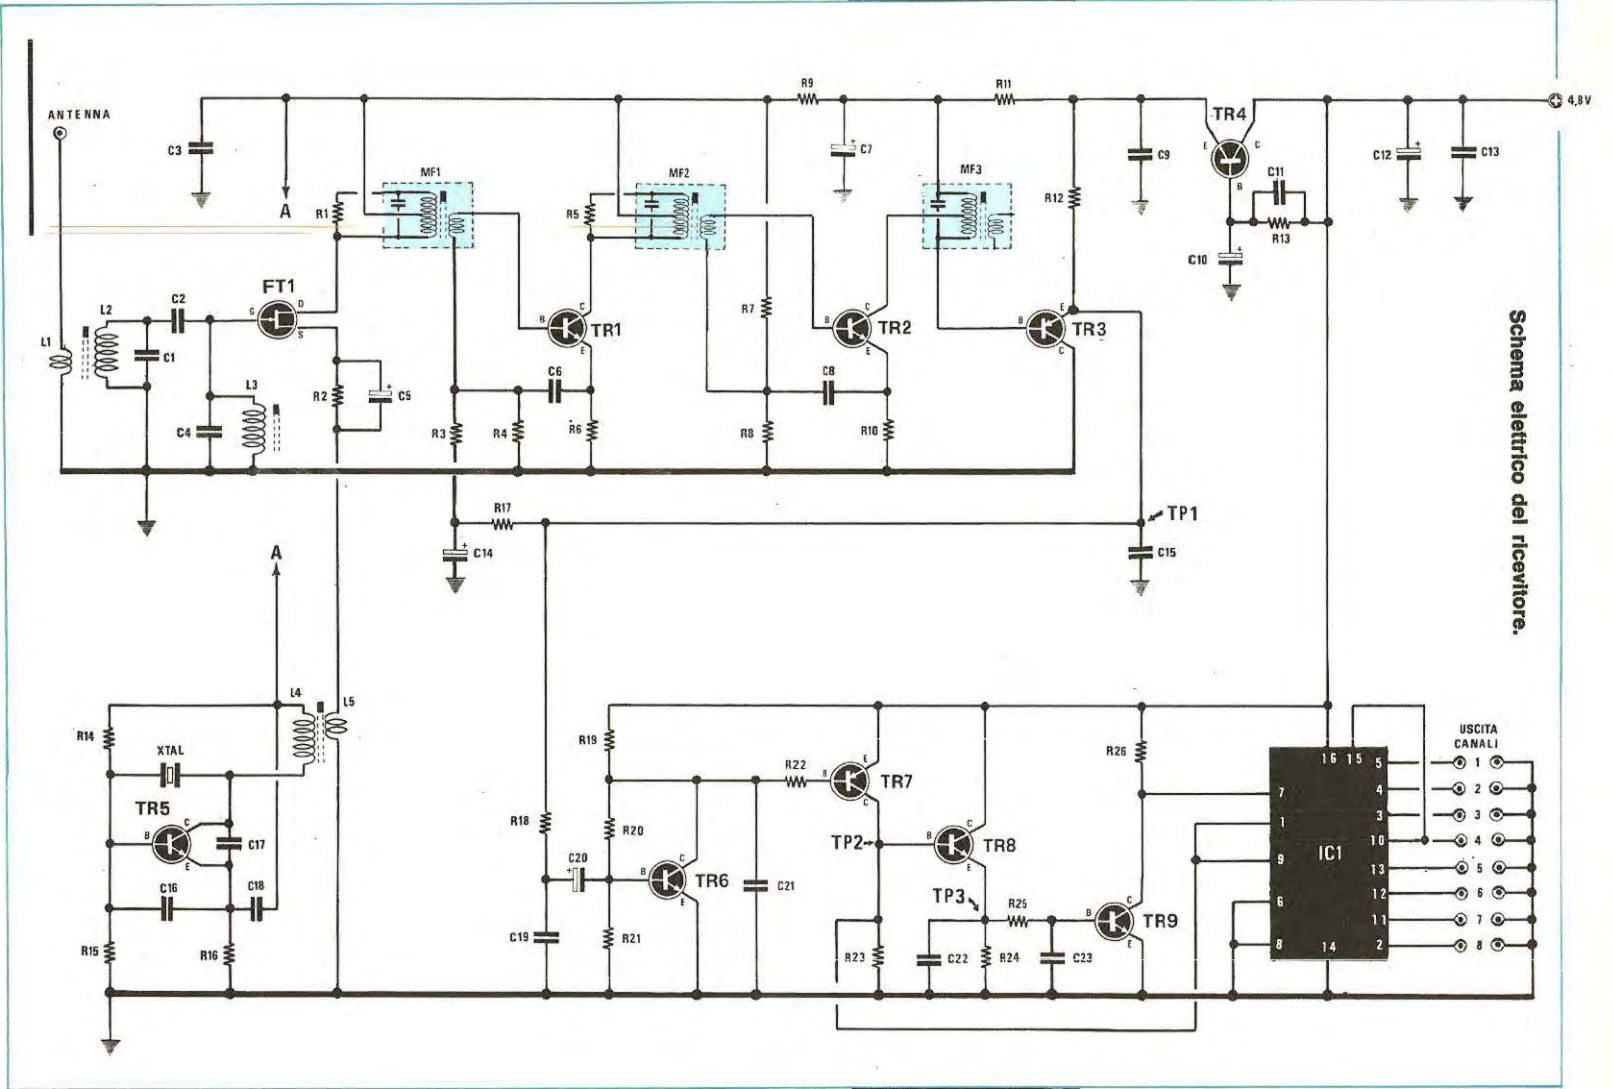 ANTENNA
C3
A
R1
MF1
R5
MF2
R9
C7
MF3
R11
R12
C9
TR4
E
C
B
C11
R13
C10
C12
C13
4,8V
L1
L2
C1
C2
FT1
G
D
S
L3
C4
R2
C5
R3
R4
C6
R6
B
C
E
TR1
R7
R8
C8
R10
B
C
E
TR2
B
E
C
TR3
R17
C14
TP1
C15
Schema elettrico del ricevitore.
A
L4
L5
R14
XTAL
TR5
B
C
E
C17
C16
C18
R15
R16
R18
C19
C20
R19
R20
R21
B
C
E
TR6
C21
R22
B
E
C
TR7
TP2
R23
B
C
E
TR8
TP3
C22
R24
R25
C23
B
C
E
TR9
R26
IC1
16 15
7
1
9
6
8
14
5
4
3
10
13
12
11
2
USCITA
CANALI
1
2
3
4
5
6
7
8